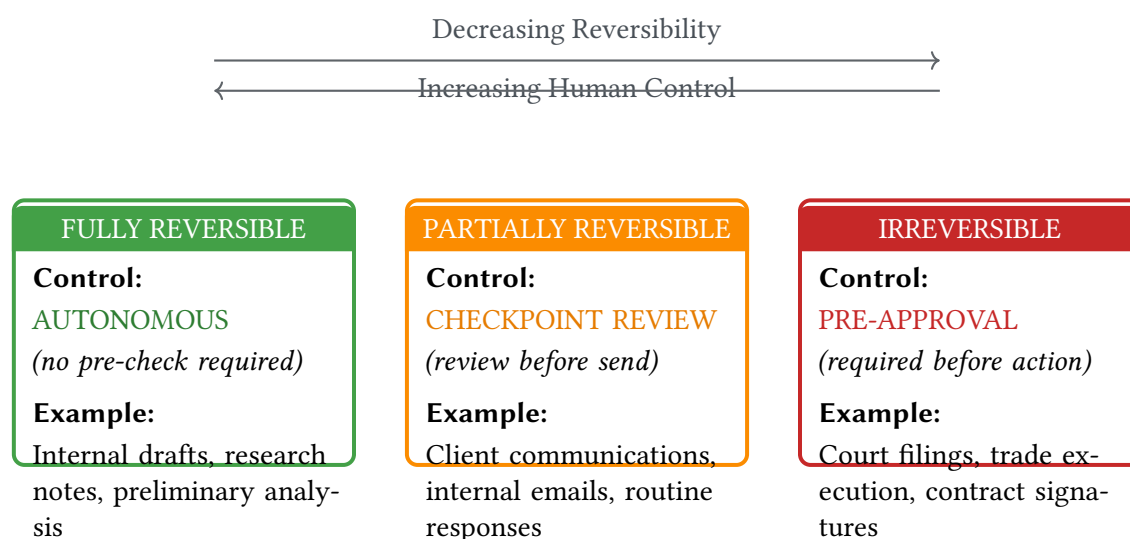 Decreasing Reversibility
Increasing Human Control
FULLY REVERSIBLE
Control:
AUTONOMOUS
(no pre-check required)
Example:
Internal drafts, research
notes, preliminary analy-
sis
PARTIALLY REVERSIBLE
Control:
CHECKPOINT REVIEW
(review before send)
Example:
Client communications,
internal emails, routine
responses
IRREVERSIBLE
Control:
PRE-APPROVAL
(required before action)
Example:
Court filings, trade ex-
ecution, contract signa-
tures